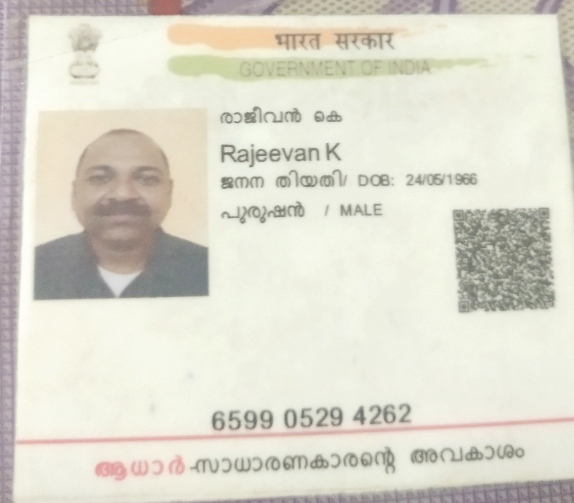 भारत सरकार
GOVERNMENT OF INDIA
രാജീവൻ കെ
Rajeevan K
ജനന തിയതി/ DOB: 24/05/1966
പുരുഷൻ / MALE
6599 0529 4262
ആധാർ-സാധാരണകാരന്റെ അവകാശം